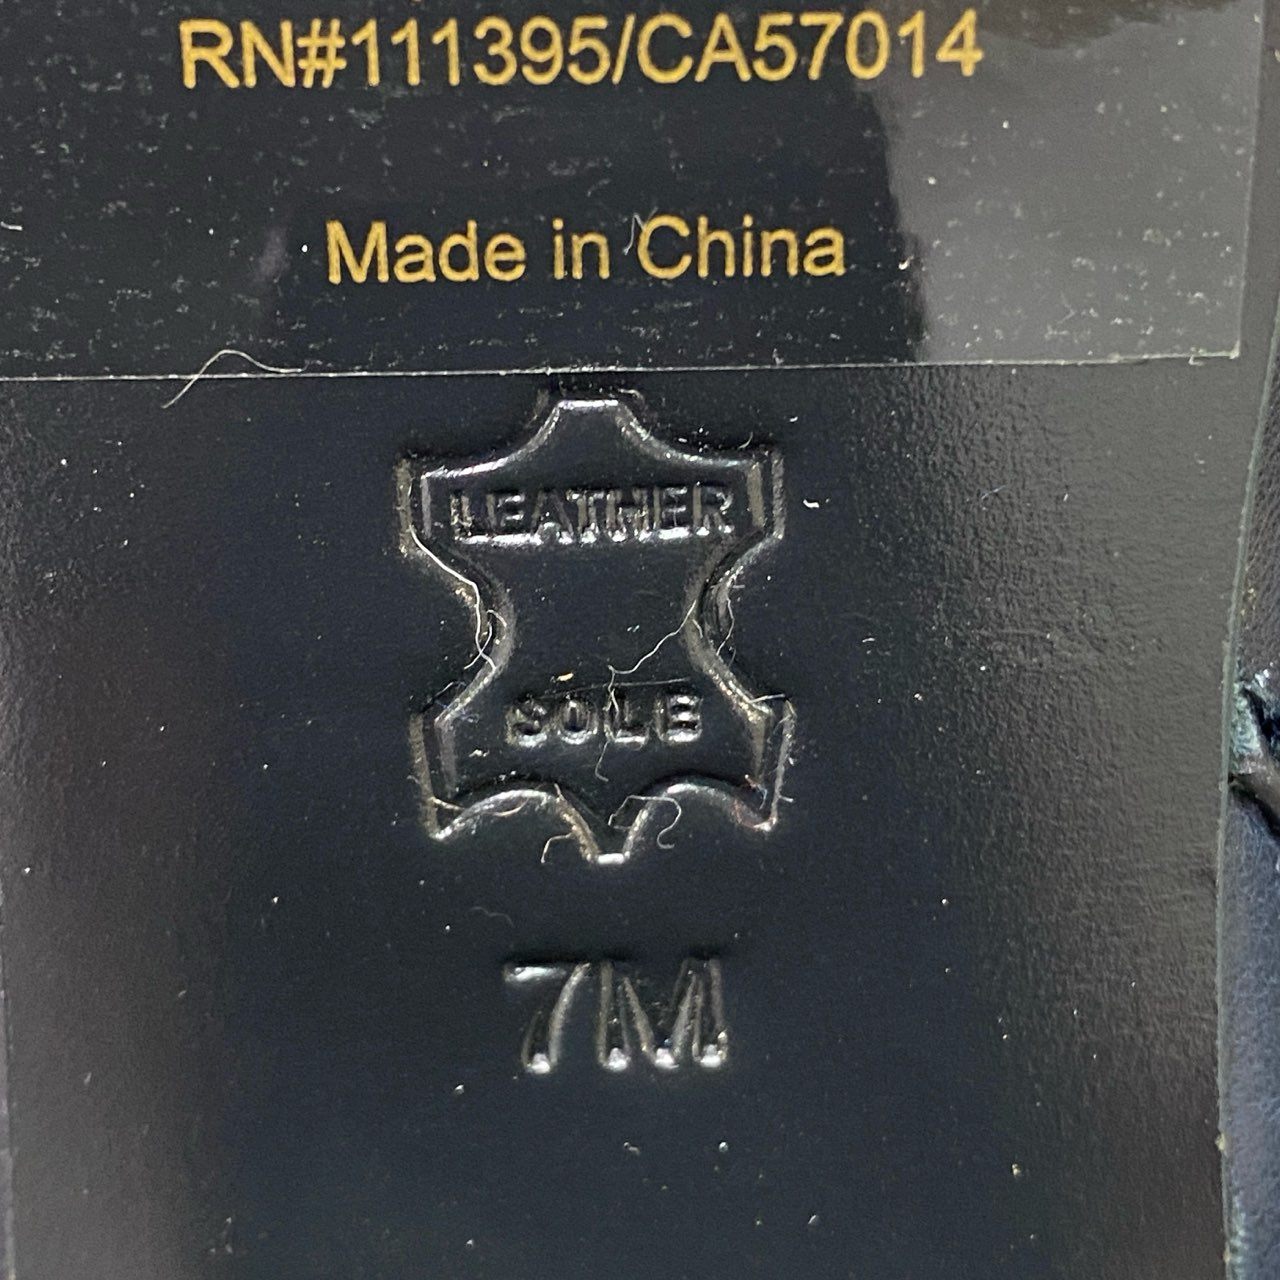 RN#111395/CA57014
Made in China
LEATHER
SOLE
7M